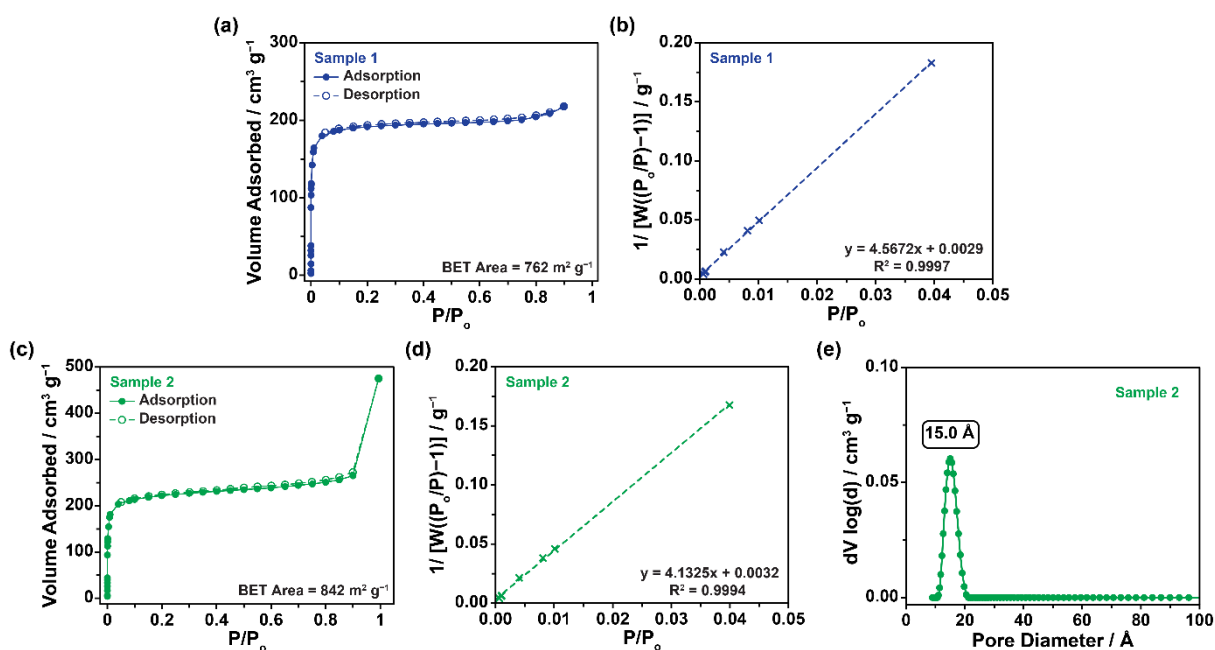 (a)
300
200
100
0
Volume Adsorbed / cm³ g⁻¹
Sample 1
Adsorption
Desorption
BET Area = 762 m² g⁻¹
0 0.2 0.4 0.6 0.8 1
P/Pₒ
(b)
0.20
0.15
0.10
0.05
0.00
1/ [W((Pₒ/P)−1)] / g⁻¹
Sample 1
y = 4.5672x + 0.0029
R² = 0.9997
0.00 0.01 0.02 0.03 0.04 0.05
P/Pₒ
(c)
500
400
300
200
100
0
Volume Adsorbed / cm³ g⁻¹
Sample 2
Adsorption
Desorption
BET Area = 842 m² g⁻¹
0 0.2 0.4 0.6 0.8 1
P/Pₒ
(d)
0.20
0.15
0.10
0.05
0.00
1/ [W((Pₒ/P)−1)] / g⁻¹
Sample 2
y = 4.1325x + 0.0032
R² = 0.9994
0.00 0.01 0.02 0.03 0.04 0.05
P/Pₒ
(e)
0.10
0.05
0.00
dV log(d) / cm³ g⁻¹
Sample 2
15.0 Å
0 20 40 60 80 100
Pore Diameter / Å